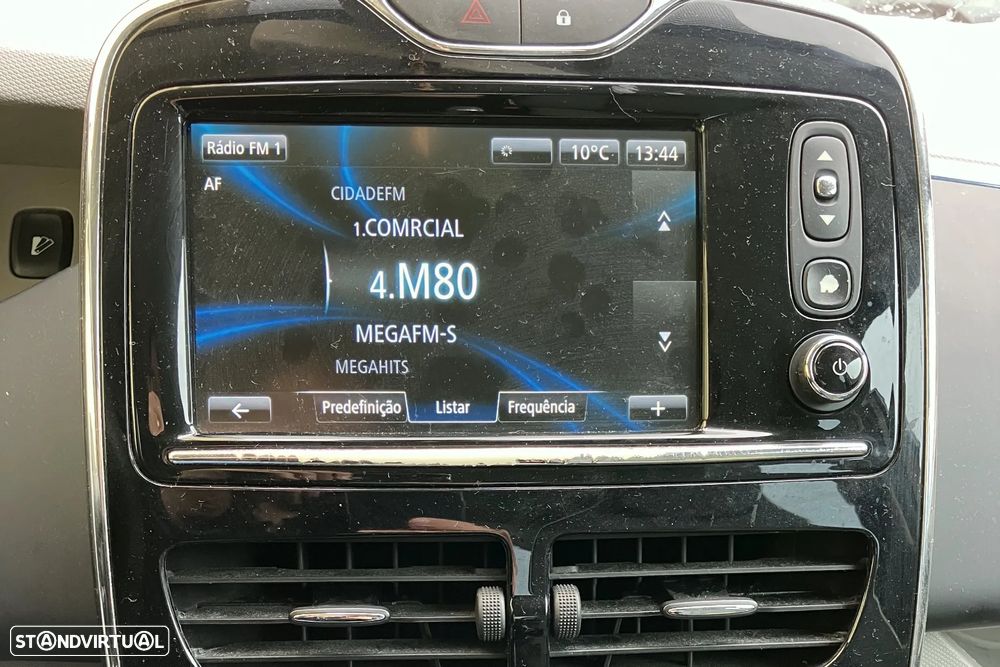 Rádio FM 1
10°C
13:44
AF
CIDADEFM
1.COMRCIAL
4.M80
MEGAFM-S
MEGAHITS
Predefinição
Listar
Frequência
+
STANDVIRTUAL